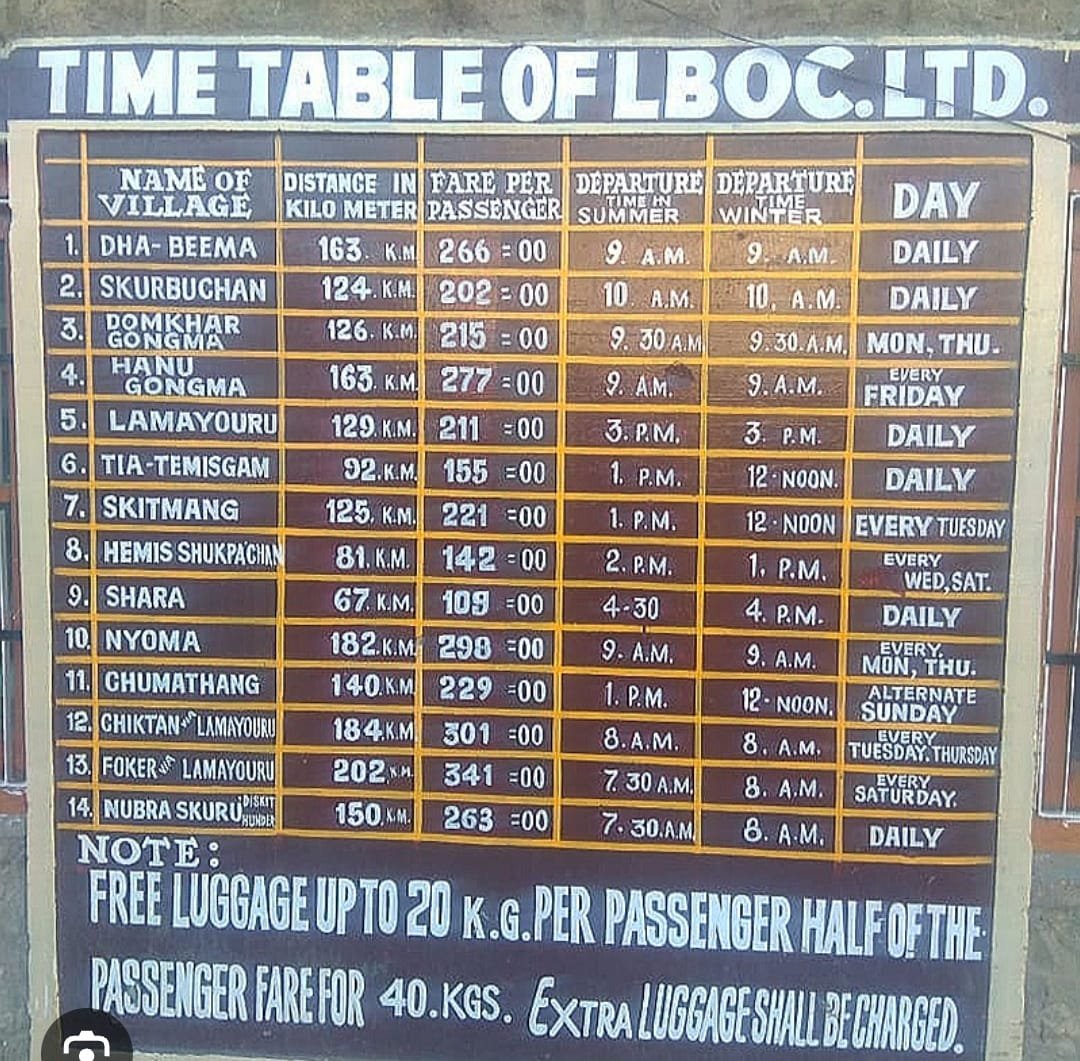 TIME TABLE OF LBOC.LTD.
NAME OF VILLAGE DISTANCE IN KILO METER FARE PER PASSENGER DEPARTURE TIME IN SUMMER DEPARTURE TIME WINTER DAY
1. DHA-BEEMA 163. K.M 266=00 9. A.M. 9. A.M. DAILY
2. SKURBUCHAN 124. K.M. 202=00 10. A.M. 10. A.M. DAILY
3. DOMKHAR GONGMA 126. K.M. 215=00 9. 30 A.M 9.30.A.M. MON, THU.
4. HANU GONGMA 163. K.M. 277=00 9. A.M. 9. A.M. EVERY FRIDAY
5. LAMAYOURU 129. K.M. 211=00 3. P.M. 3. P.M. DAILY
6. TIA-TEMISGAM 92. K.M. 155=00 1. P.M. 12·NOON. DAILY
7. SKITMANG 125. K.M. 221=00 1. P.M. 12·NOON EVERY TUESDAY
8. HEMIS SHUKPA'CHAN 81. K.M. 142=00 2. P.M. 1. P.M. EVERY WED, SAT.
9. SHARA 67. K.M. 109=00 4-30 4. P.M. DAILY
10. NYOMA 182.K.M. 298=00 9. A.M. 9. A.M. EVERY. MON, THU.
11. CHUMATHANG 140.K.M 229=00 1. P.M. 12-NOON. ALTERNATE SUNDAY
12. CHIKTAN VIA LAMAYOURU 184K.M 301=00 8.A.M. 8. A.M. EVERY TUESDAY. THURSDAY
13. FOKER VIA LAMAYOURU 202 K.M. 341=00 7. 30 A.M. 8. A.M. EVERY SATURDAY.
14. NUBRA SKURU DISKIT HUNDER 150 K.M. 263=00 7. 30.A.M 8. A.M. DAILY
NOTE:
FREE LUGGAGE UPTO 20 K.G. PER PASSENGER HALF OF THE
PASSENGER FARE FOR 40.KGS. EXTRA LUGGAGE SHALL BE CHARGED.